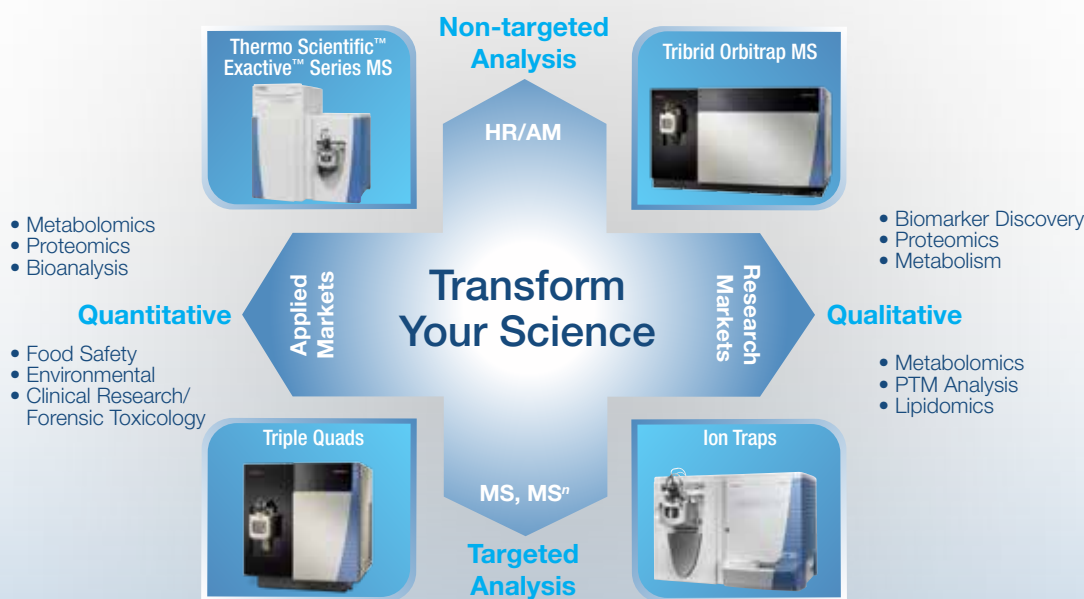 Non-targeted
Analysis
Thermo Scientific™
Exactive™ Series MS
Tribrid Orbitrap MS
HR/AM
• Metabolomics
• Proteomics
• Bioanalysis
• Biomarker Discovery
• Proteomics
• Metabolism
Quantitative
Applied
Markets
Transform
Your Science
Research
Markets
Qualitative
• Food Safety
• Environmental
• Clinical Research/
Forensic Toxicology
• Metabolomics
• PTM Analysis
• Lipidomics
Triple Quads
Ion Traps
MS, MSⁿ
Targeted
Analysis